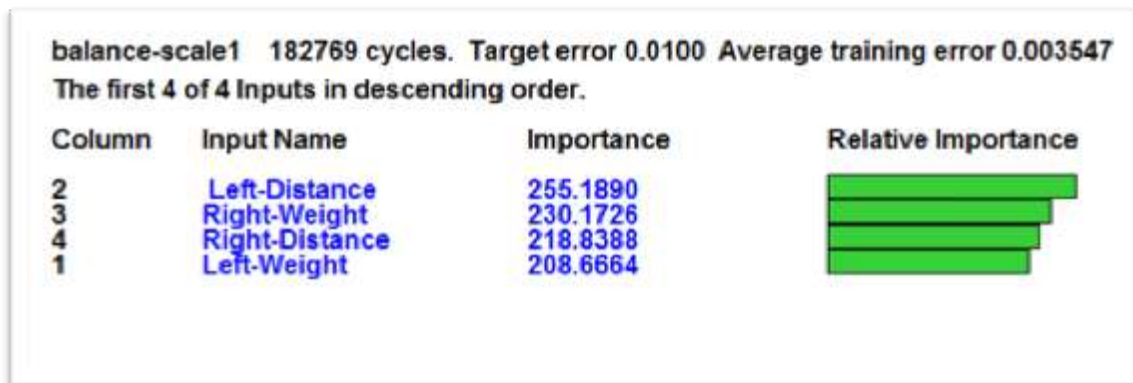 balance-scale1 182769 cycles. Target error 0.0100 Average training error 0.003547
The first 4 of 4 Inputs in descending order.
Column Input Name Importance Relative Importance
2 Left-Distance 255.1890
3 Right-Weight 230.1726
4 Right-Distance 218.8388
1 Left-Weight 208.6664